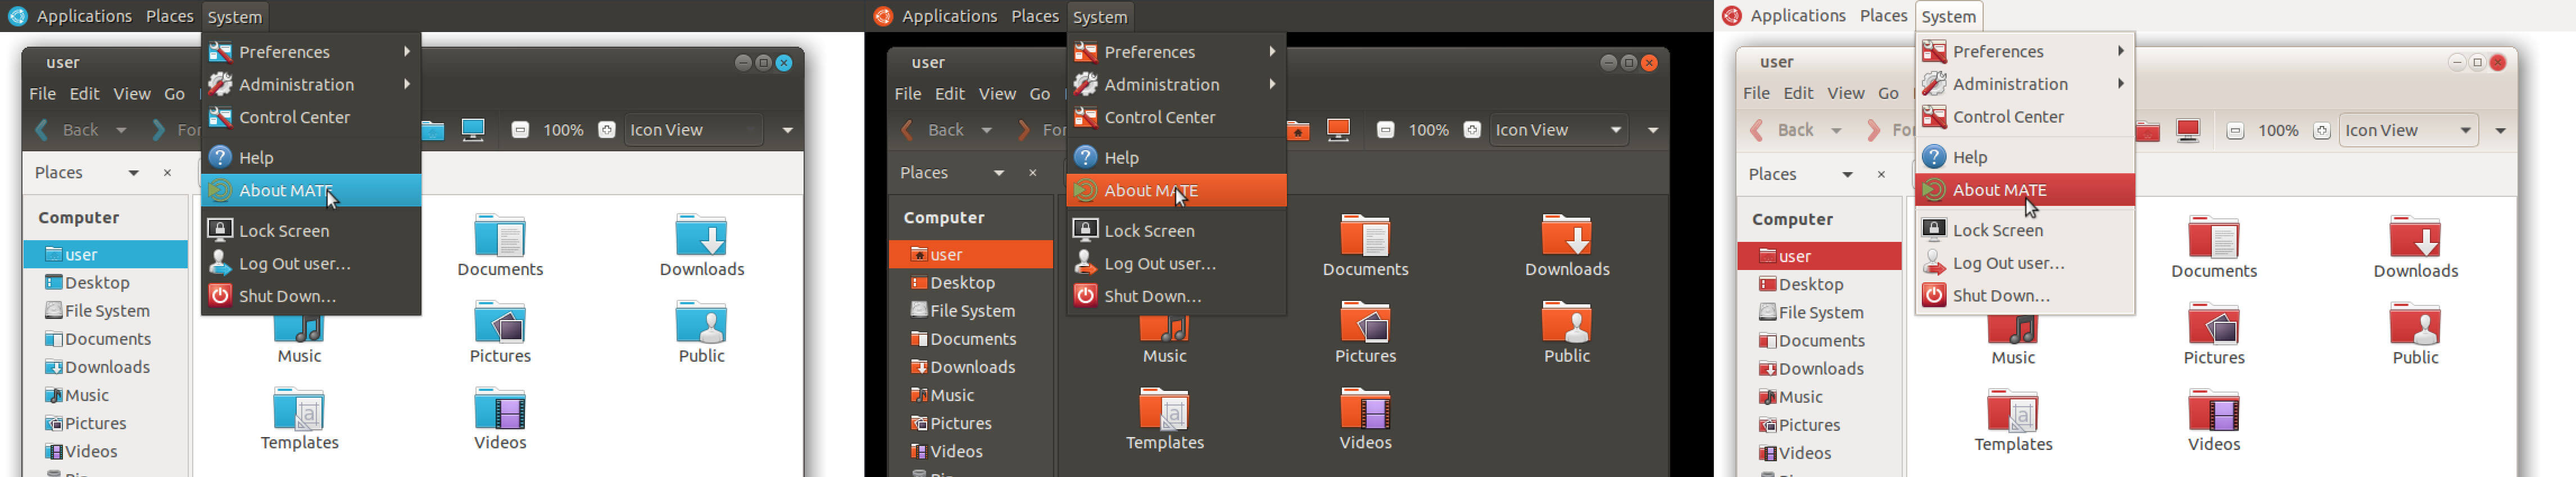 Applications Places System
Preferences
Administration
Control Center
Help
About MATE
Lock Screen
Log Out user...
Shut Down...
user
File Edit View Go
Back
100% Icon View
Places
Computer
user
Desktop
File System
Documents
Downloads
Music
Pictures
Videos
Documents Downloads
Music Pictures Public
Templates Videos
Applications Places System
Preferences
Administration
Control Center
Help
About MATE
Lock Screen
Log Out user...
Shut Down...
user
File Edit View Go
Back
100% Icon View
Places
Computer
user
Desktop
File System
Documents
Downloads
Music
Pictures
Videos
Documents Downloads
Music Pictures Public
Templates Videos
Applications Places System
Preferences
Administration
Control Center
Help
About MATE
Lock Screen
Log Out user...
Shut Down...
user
File Edit View Go
Back
100% Icon View
Places
Computer
user
Desktop
File System
Documents
Downloads
Music
Pictures
Videos
Documents Downloads
Music Pictures Public
Templates Videos